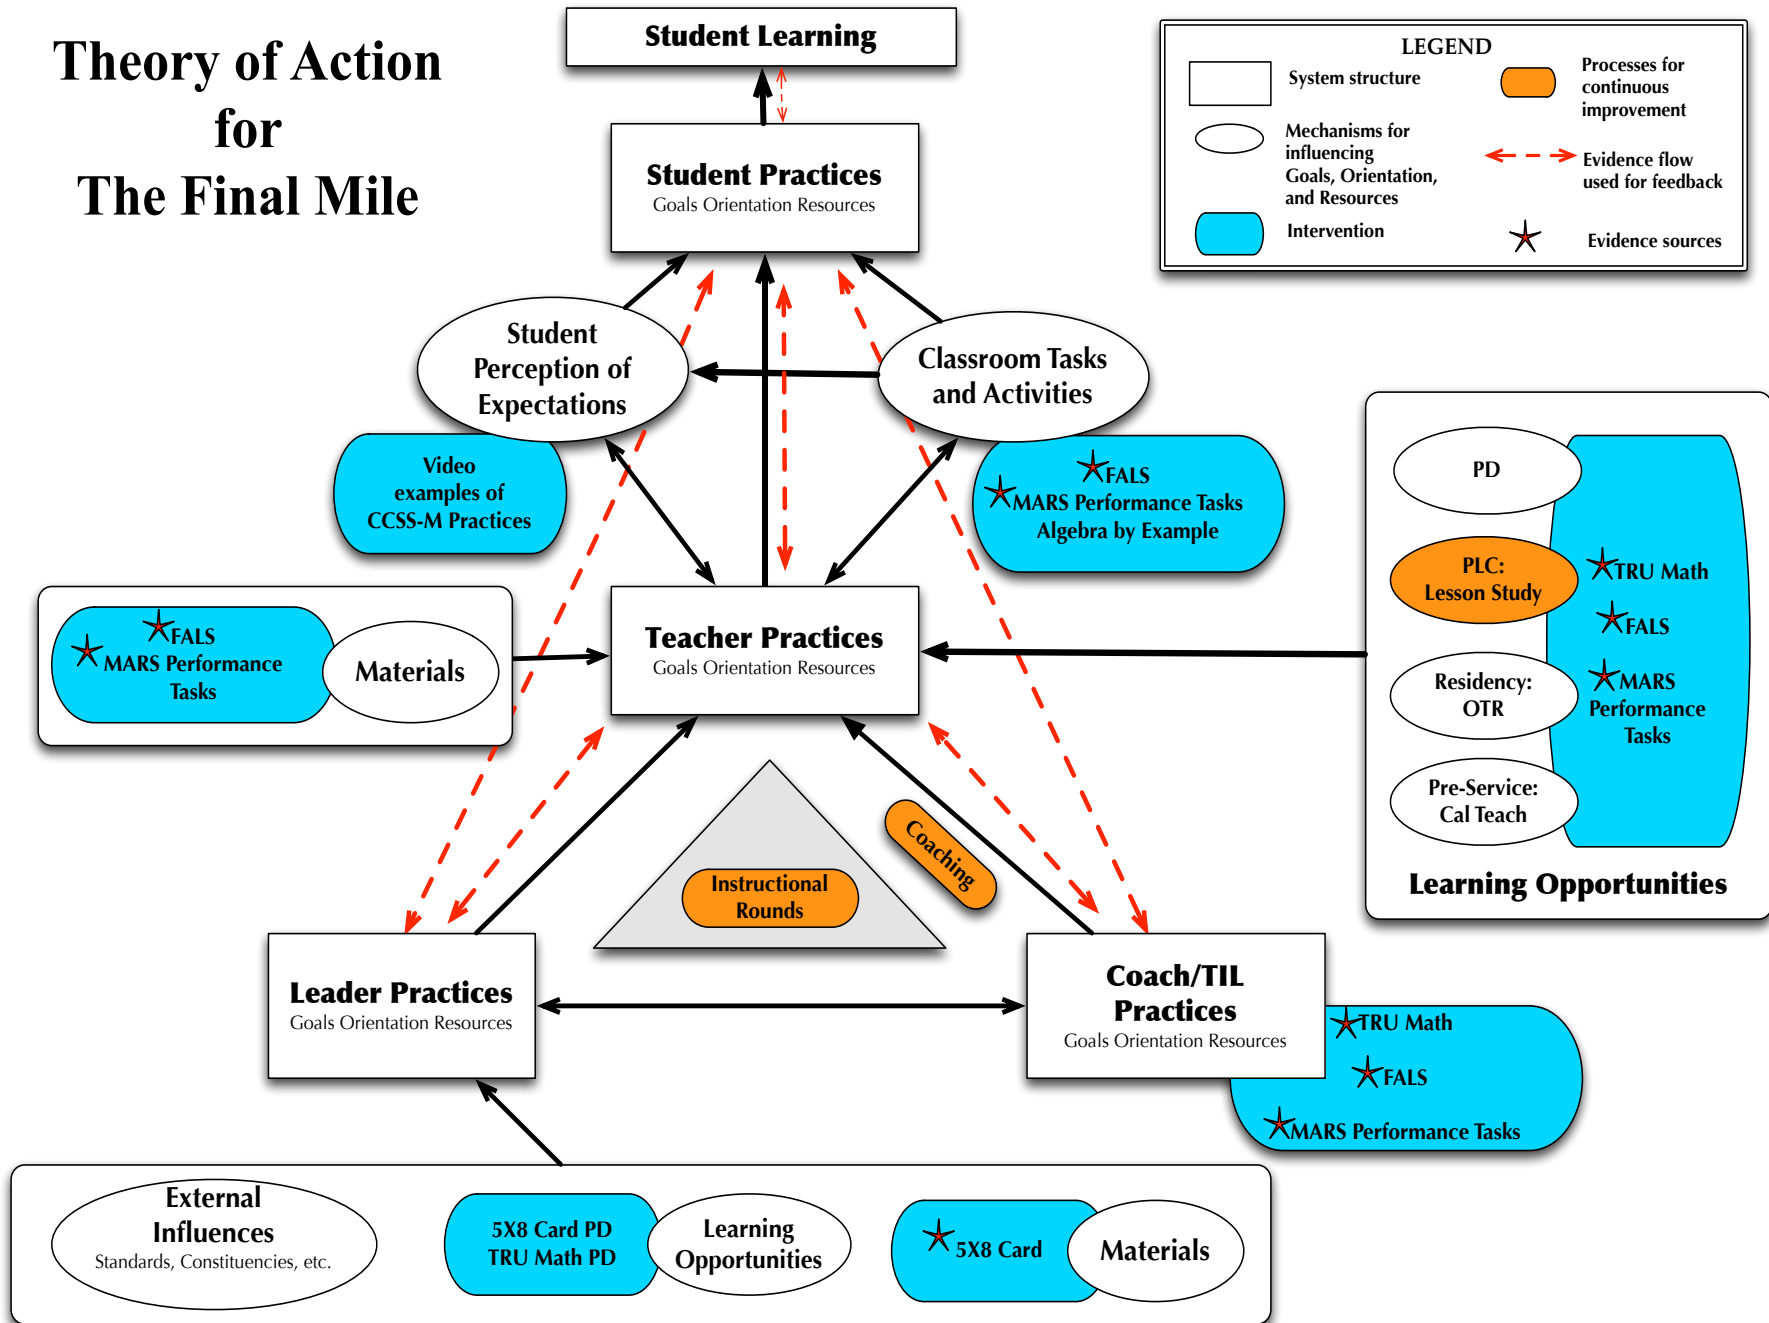 Theory of Action
for
The Final Mile
Student Learning
LEGEND
System structure
Processes for
continuous
improvement
Mechanisms for
influencing
Goals, Orientation,
and Resources
Evidence flow
used for feedback
Intervention
Evidence sources
Student Practices
Goals Orientation Resources
Student
Perception of
Expectations
Classroom Tasks
and Activities
Video
examples of
CCSS-M Practices
FALS
MARS Performance Tasks
Algebra by Example
PD
PLC:
Lesson Study
Residency:
OTR
Pre-Service:
Cal Teach
TRU Math
FALS
MARS
Performance
Tasks
Learning Opportunities
FALS
MARS Performance
Tasks
Materials
Teacher Practices
Goals Orientation Resources
Coaching
Instructional
Rounds
Leader Practices
Goals Orientation Resources
Coach/TIL
Practices
Goals Orientation Resources
TRU Math
FALS
MARS Performance Tasks
External
Influences
Standards, Constituencies, etc.
5X8 Card PD
TRU Math PD
Learning
Opportunities
5X8 Card
Materials